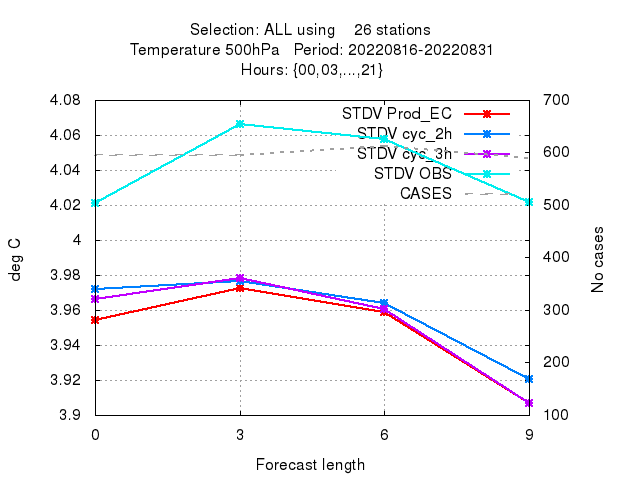 Selection: ALL using    26 stations
Temperature 500hPa   Period: 20220816-20220831
Hours: {00,03,...,21}
4.08
4.06
4.04
4.02
4
3.98
3.96
3.94
3.92
3.9
deg C
700
600
500
400
300
200
100
No cases
STDV Prod_EC
STDV cyc_2h
STDV cyc_3h
STDV OBS
CASES
0
3
6
9
Forecast length